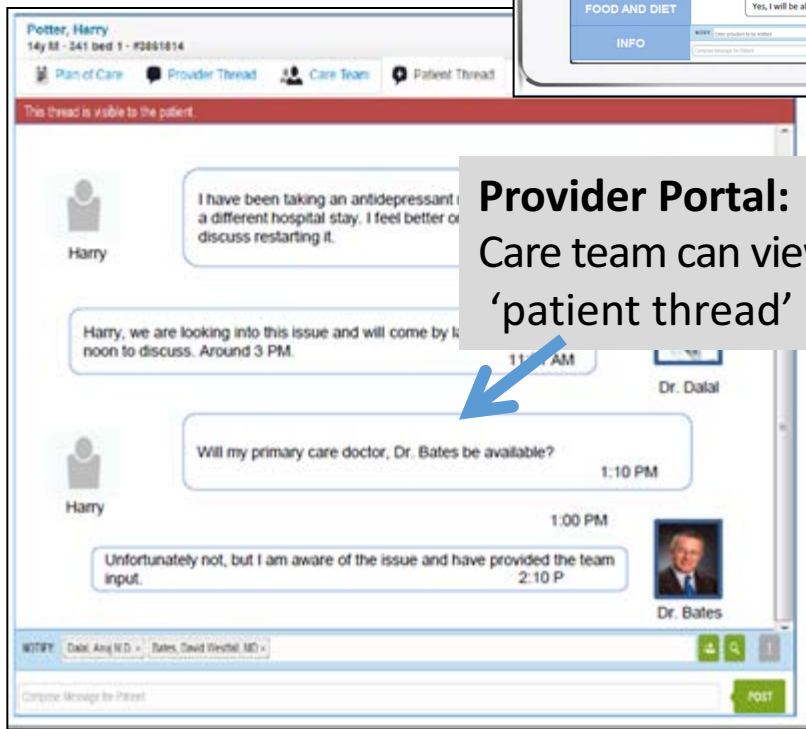 FOOD AND DIET
Yes, I will be
INFO
NOTIFY
Potter, Harry
14y M - 341 bed 1 - #3861814
Plan of Care
Provider Thread
Care Team
Patient Thread
This thread is visible to the patient.
I have been taking an antidepressant
a different hospital stay. I feel better
discuss restarting it.
Harry
Provider Portal:
Care team can
'patient thread'
Harry, we are looking into this issue and will come by
noon to discuss. Around 3 PM.
AM
Dr. Dalal
Will my primary care doctor, Dr. Bates be available?
1:10 PM
Harry
1:00 PM
Unfortunately not, but I am aware of the issue and have provided the team
input.
2:10 P
Dr. Bates
NOTIFY: Dalal, Anuj M.D. Bates, David Westfall, MD
Compose Message for Patient
POST